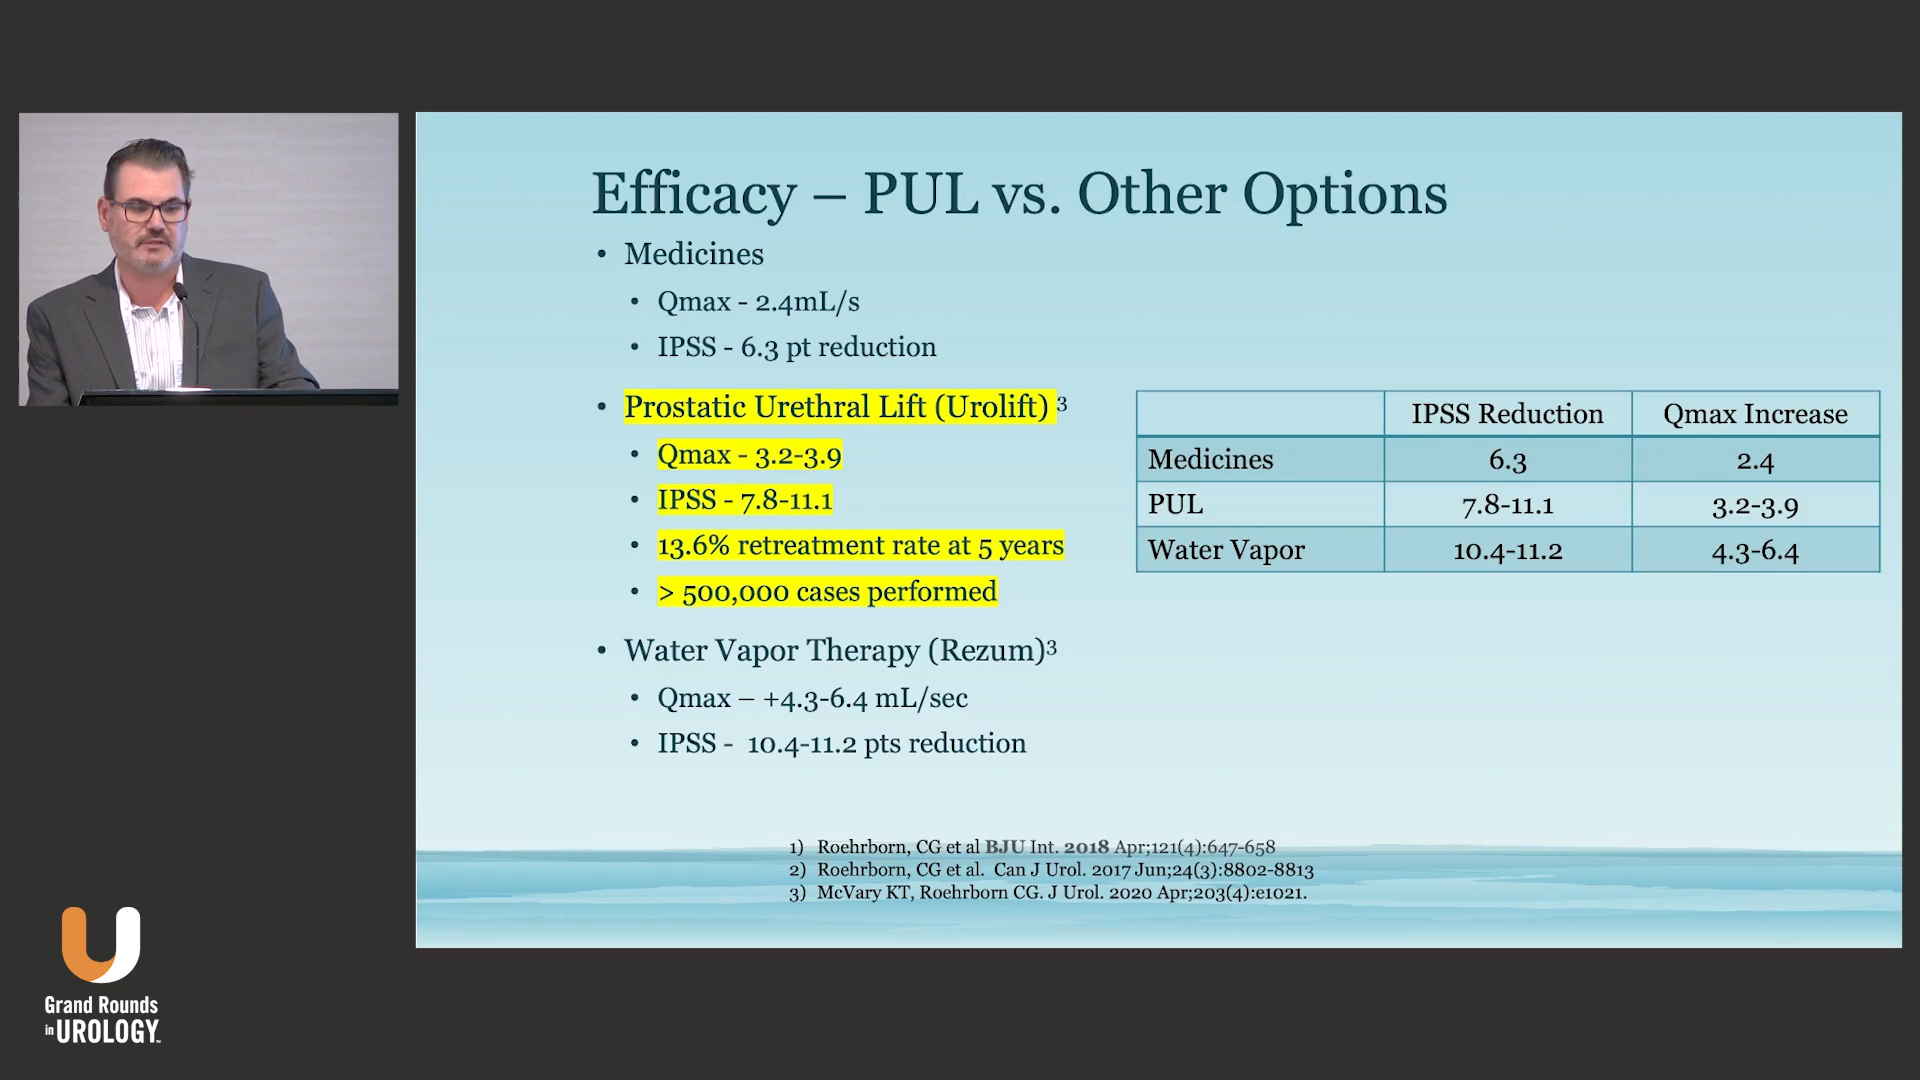 Efficacy – PUL vs. Other Options
• Medicines
• Qmax - 2.4mL/s
• IPSS - 6.3 pt reduction
• Prostatic Urethral Lift (Urolift) 3
• Qmax - 3.2-3.9
• IPSS - 7.8-11.1
• 13.6% retreatment rate at 5 years
• > 500,000 cases performed
• Water Vapor Therapy (Rezum)3
• Qmax – +4.3-6.4 mL/sec
• IPSS - 10.4-11.2 pts reduction
IPSS Reduction Qmax Increase
Medicines 6.3 2.4
PUL 7.8-11.1 3.2-3.9
Water Vapor 10.4-11.2 4.3-6.4
1) Roehrborn, CG et al BJU Int. 2018 Apr;121(4):647-658
2) Roehrborn, CG et al. Can J Urol. 2017 Jun;24(3):8802-8813
3) McVary KT, Roehrborn CG. J Urol. 2020 Apr;203(4):e1021.
Grand Rounds
in UROLOGY™